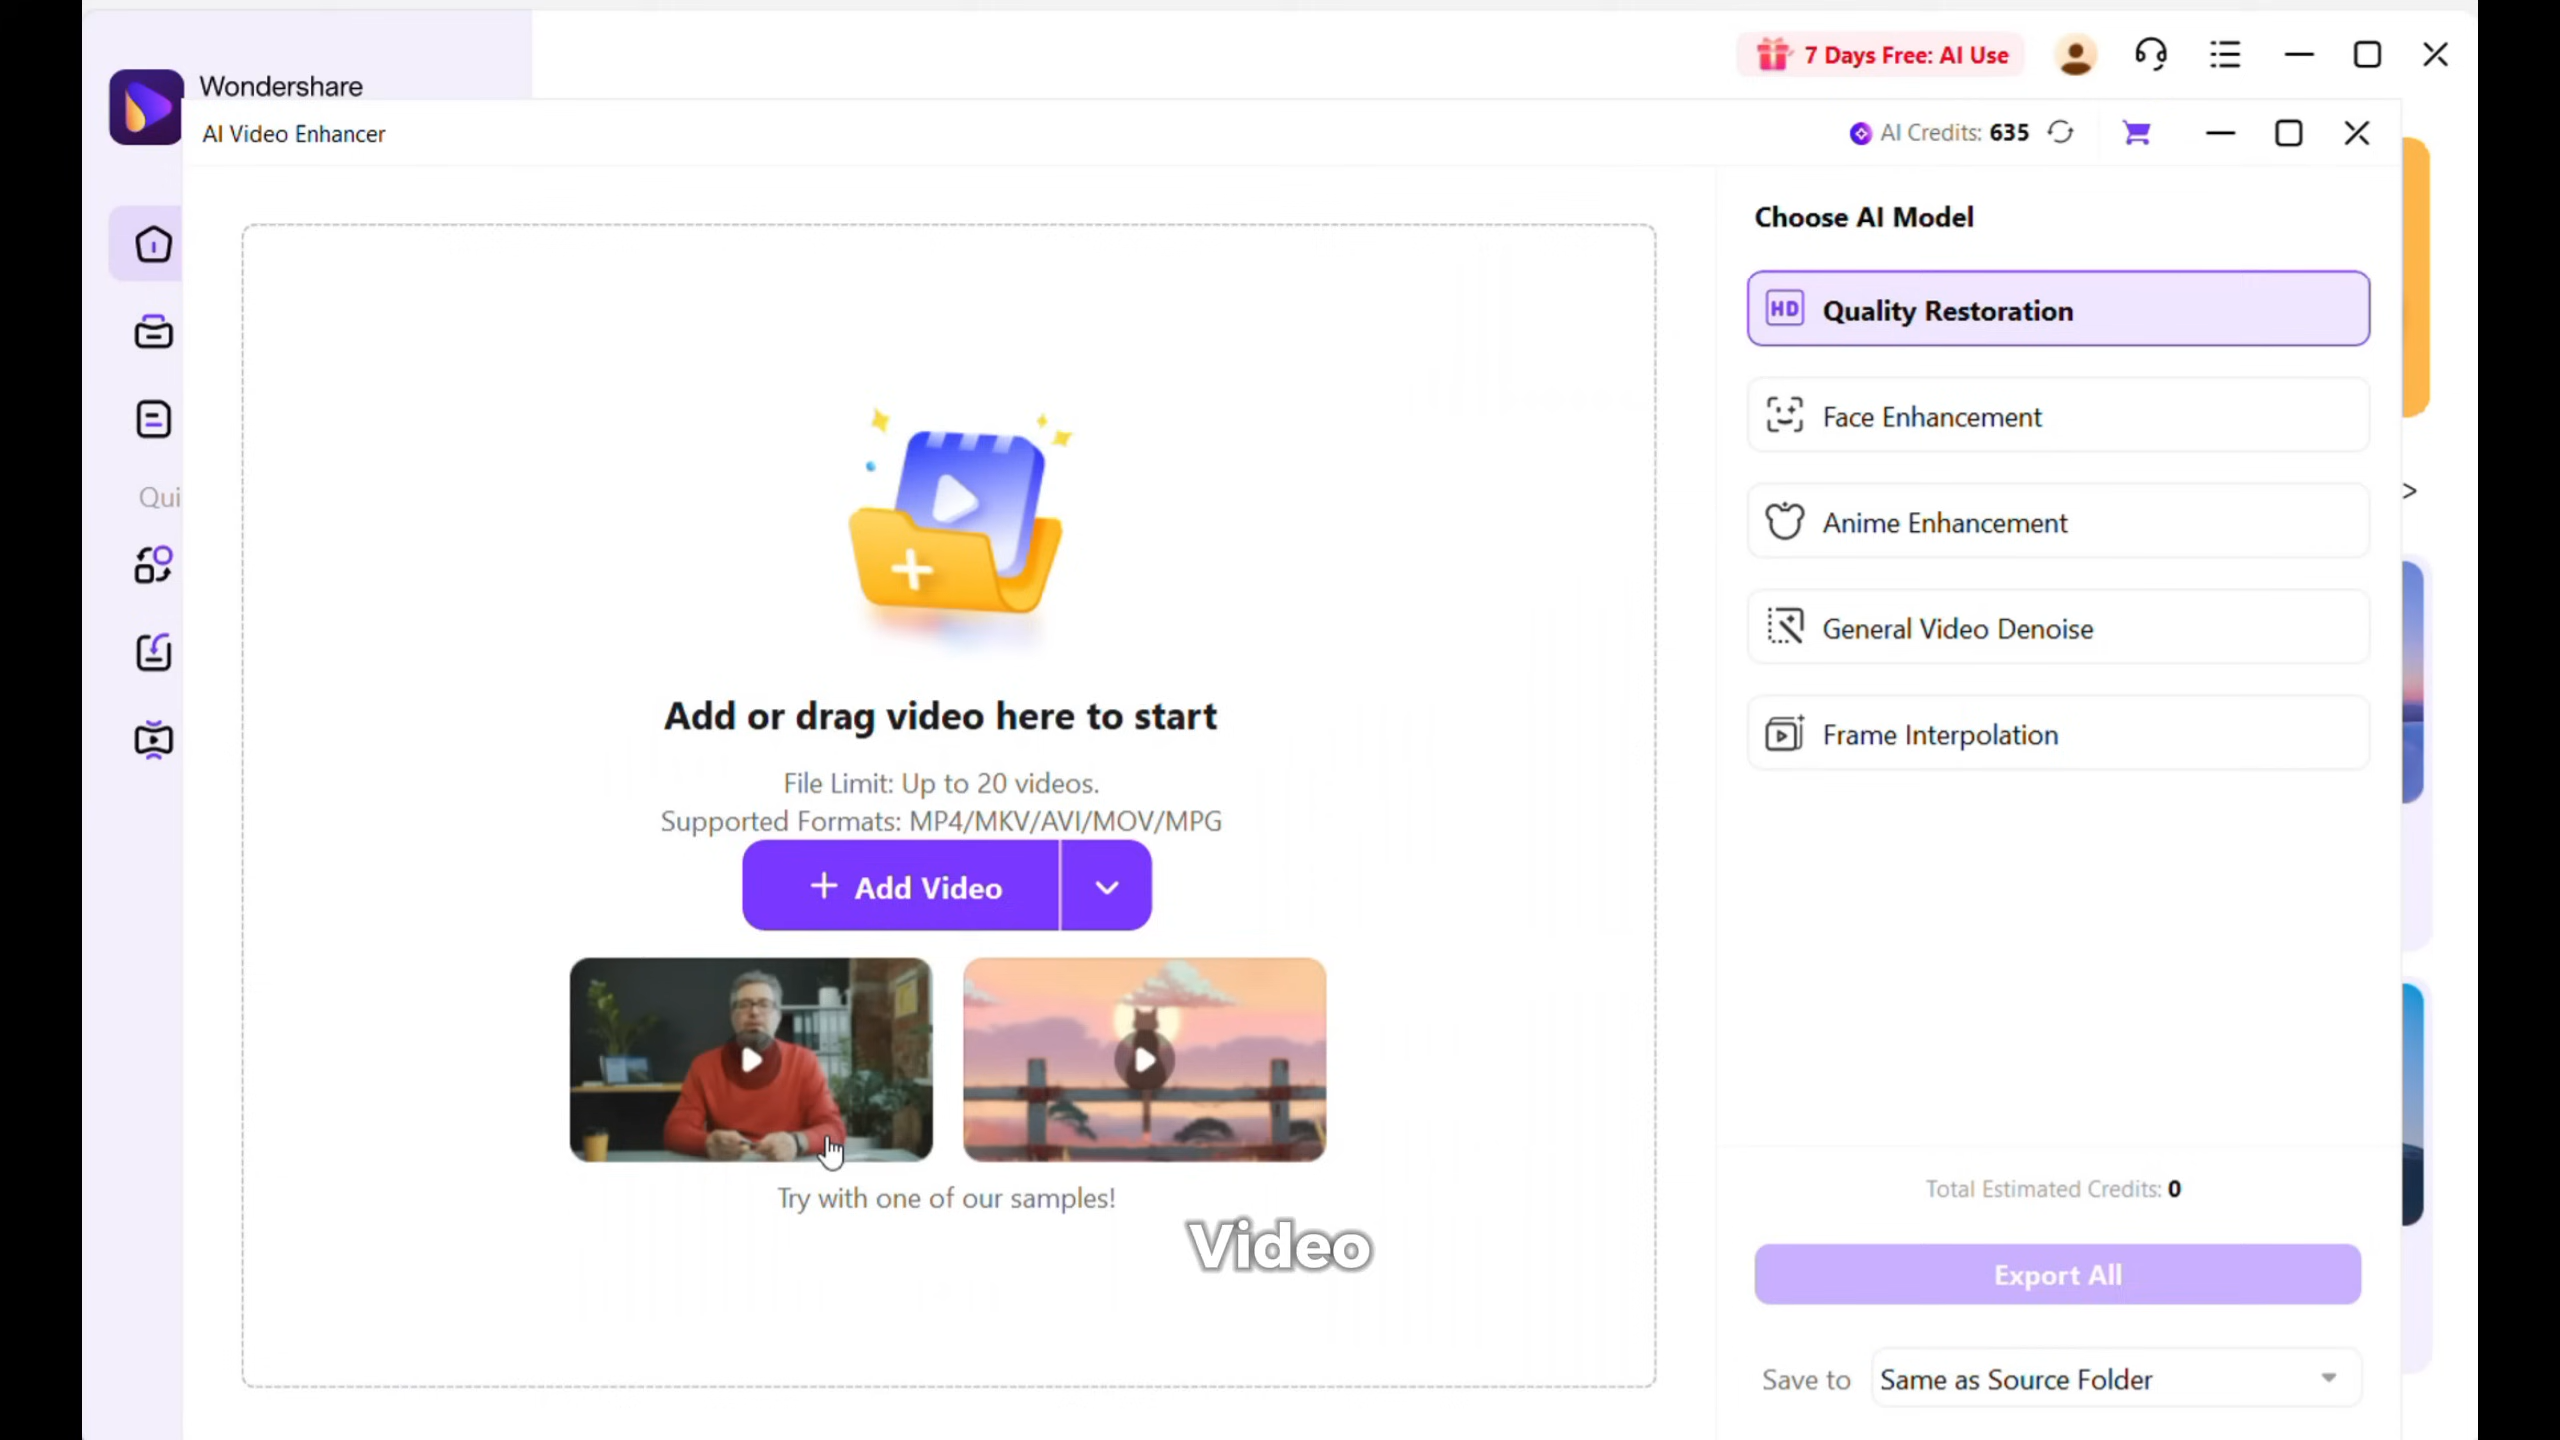 Wondershare
7 Days Free: AI Use
AI Video Enhancer
AI Credits: 635
Qui
Add or drag video here to start
File Limit: Up to 20 videos.
Supported Formats: MP4/MKV/AVI/MOV/MPG
+ Add Video
Try with one of our samples!
Video
Choose AI Model
HD Quality Restoration
Face Enhancement
Anime Enhancement
General Video Denoise
Frame Interpolation
>
Total Estimated Credits: 0
Export All
Save to Same as Source Folder